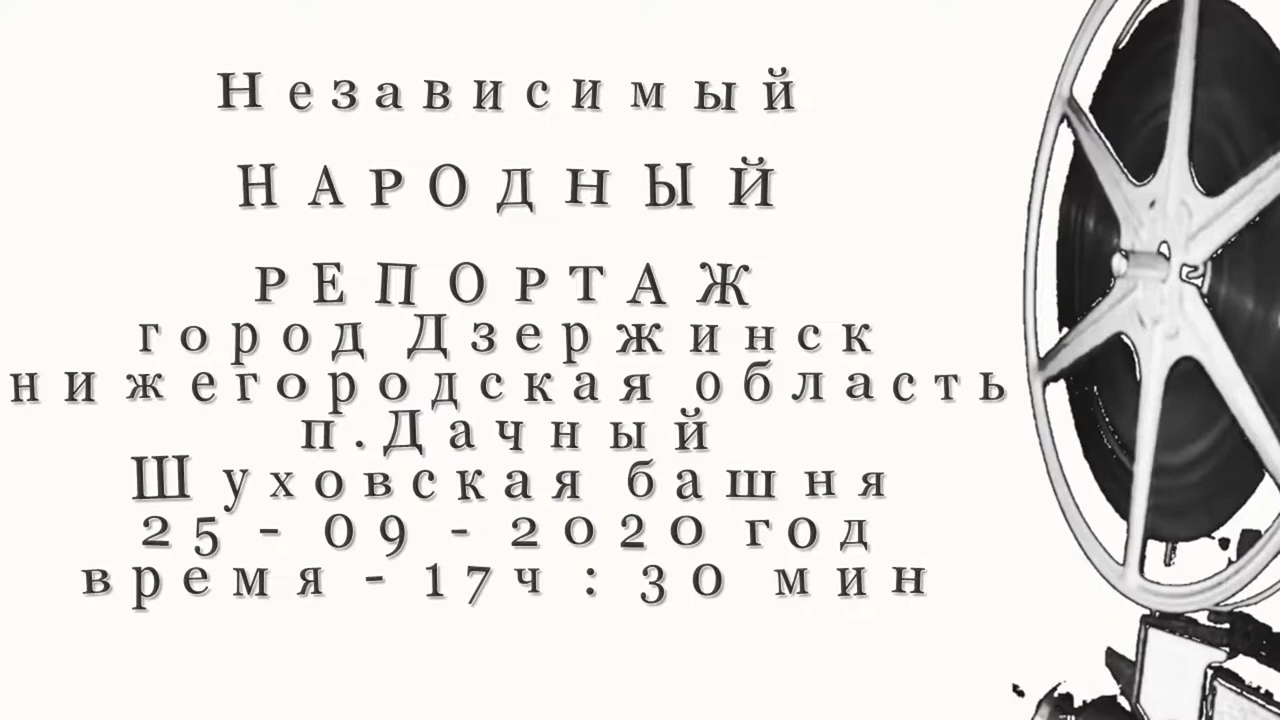 Независимый
НАРОДНЫЙ
РЕПОРТАЖ
город Дзержинск
нижегородская область
п.Дачный
Шуховская башня
25 - 09 - 2020 год
время - 17ч : 30 мин